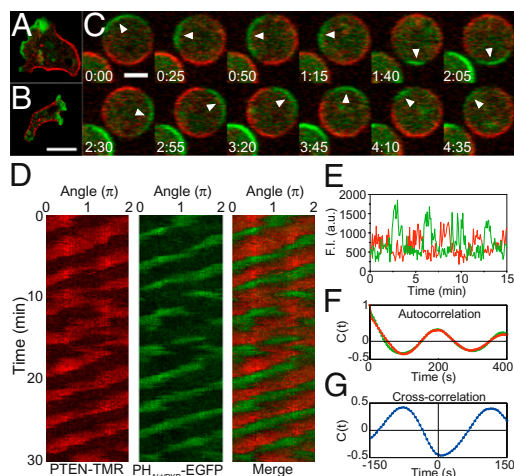 A
B
C
0:00
0:25
0:50
1:15
1:40
2:05
2:30
2:55
3:20
3:45
4:10
4:35
D
Angle (π)
Angle (π)
Angle (π)
0 1 2
0 1 2
0 1 2
Time (min)
0
10
20
30
PTEN-TMR
-EGFP
Merge
E
F.I. (a.u.)
2000
1500
1000
500
0
0 5 10 15
Time (min)
F
Autocorrelation
C(t)
1
0
-0.5
0 200 400
Time (s)
G
Cross-correlation
C(t)
0.5
0
-0.5
-150 0 150
Time (s)